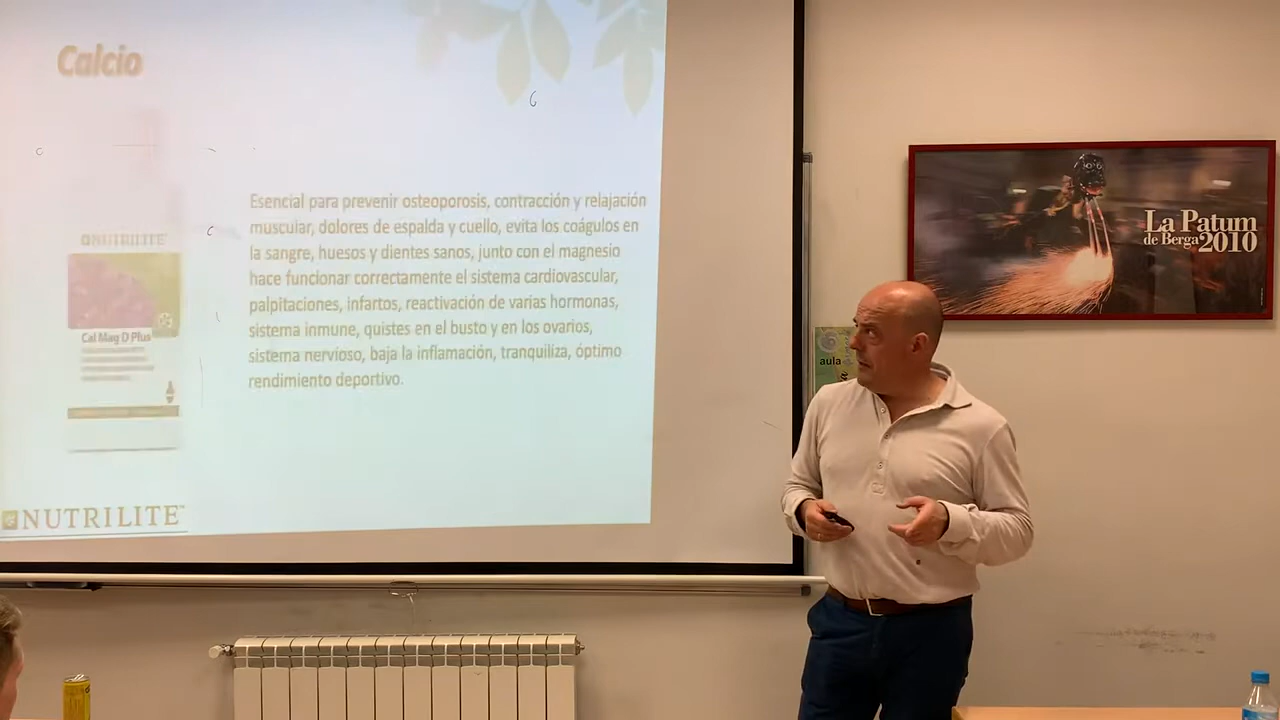 Calcio
Esencial para prevenir osteoporosis, contracción y relajación
muscular, dolores de espalda y cuello, evita los coágulos en
la sangre, huesos y dientes sanos, junto con el magnesio
hace funcionar correctamente el sistema cardiovascular,
palpitaciones, infartos, reactivación de varias hormonas,
sistema inmune, quistes en el busto y en los ovarios,
sistema nervioso, baja la inflamación, tranquiliza, óptimo
rendimiento deportivo.
NUTRILITE
Cal Mag D Plus
NUTRILITE™
La Patum
de Berga 2010
aula